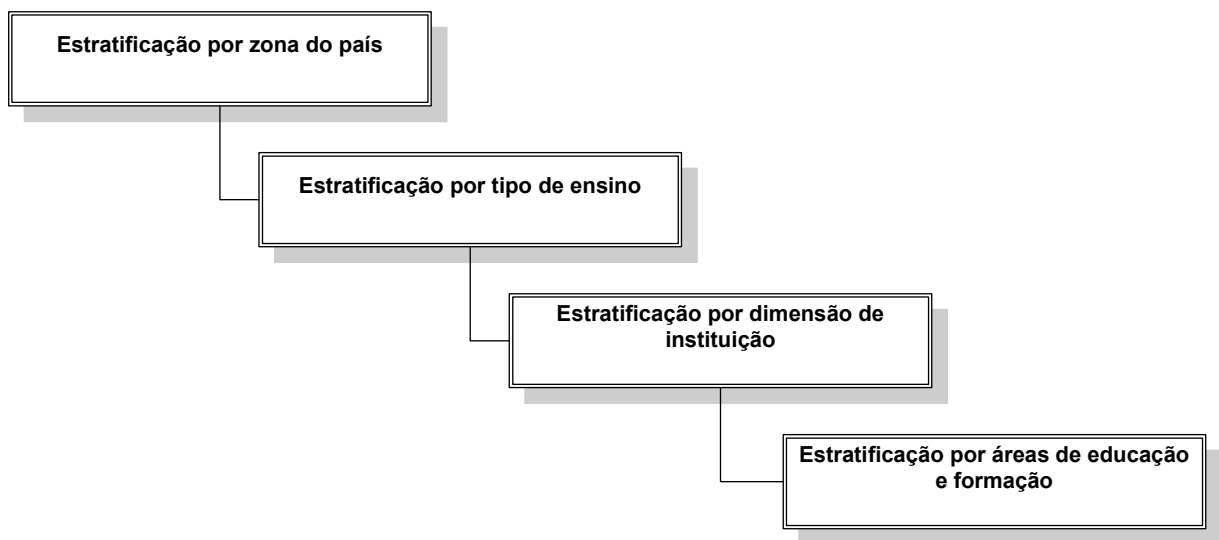 Estratificação por zona do país
Estratificação por tipo de ensino
Estratificação por dimensão de
instituição
Estratificação por áreas de educação
e formação